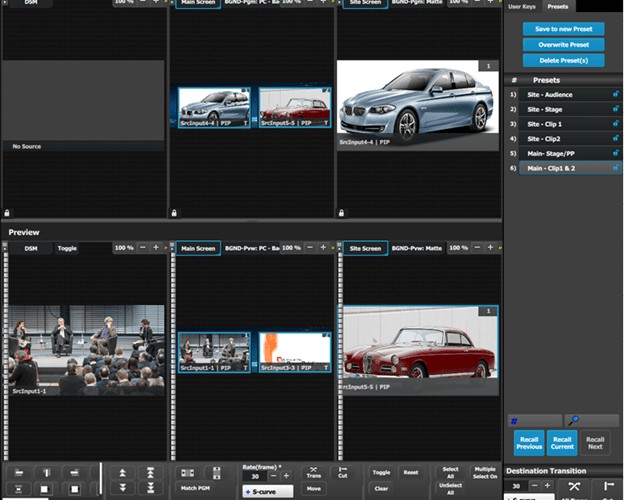 DSM
100 %
Main Screen
BGND-Pgm: PC - Ba
100 %
Site Screen
BGND-Pgm: Matte
100 %
User Keys
Presets
Save to new Preset
Overwrite Preset
Delete Preset(s)
# Presets
1) Site - Audience
2) Site - Stage
3) Site - Clip 1
4) Site - Clip2
5) Main- Stage/PP
6) Main - Clip1 & 2
1
SrcInput4-4 | PIP T
SrcInput5-5 | PIP T
SrcInput4-4 | PIP
No Source
Preview
DSM
Toggle
100 %
Main Screen
BGND-Pvw: PC - Ba
100 %
Site Screen
BGND-Pvw: Matte
100 %
1
SrcInput1-1
SrcInput1-1 | PIP T
SrcInput3-3 | PIP T
SrcInput5-5 | PIP
#
Recall Previous
Recall Current
Recall Next
Match PGM
Rate(frame)
30
S-curve
Trans
Cut
Move
Toggle
Reset
Clear
Select All
UnSelect All
Multiple Select On
Destination Transition
30